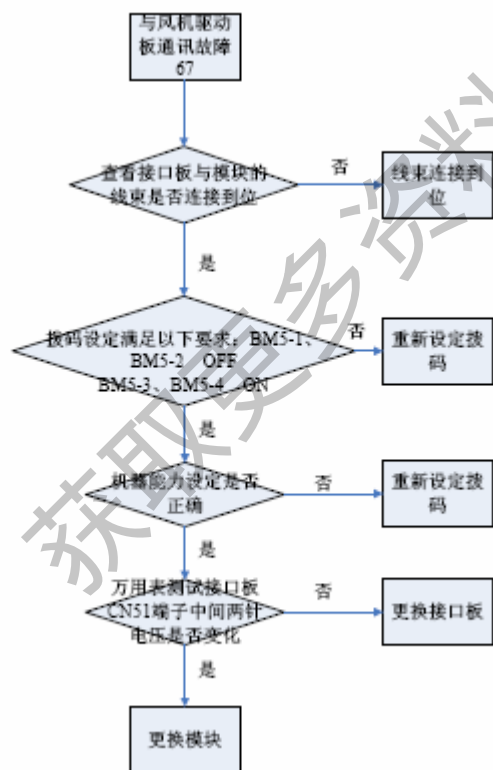 与风机驱动
板通讯故障
67
查看接口板与模块的
线束是否连接到位
否
线束连接到
位
是
拨码设定满足以下要求：BM5-1、
BM5-2 OFF
BM5-3、BM5-4 ON
否
重新设定拨
码
是
机器能力设定是否
正确
否
重新设定拨
码
是
万用表测试接口板
CN51端子中间两针
电压是否变化
否
更换接口板
是
更换模块
获取更多资料